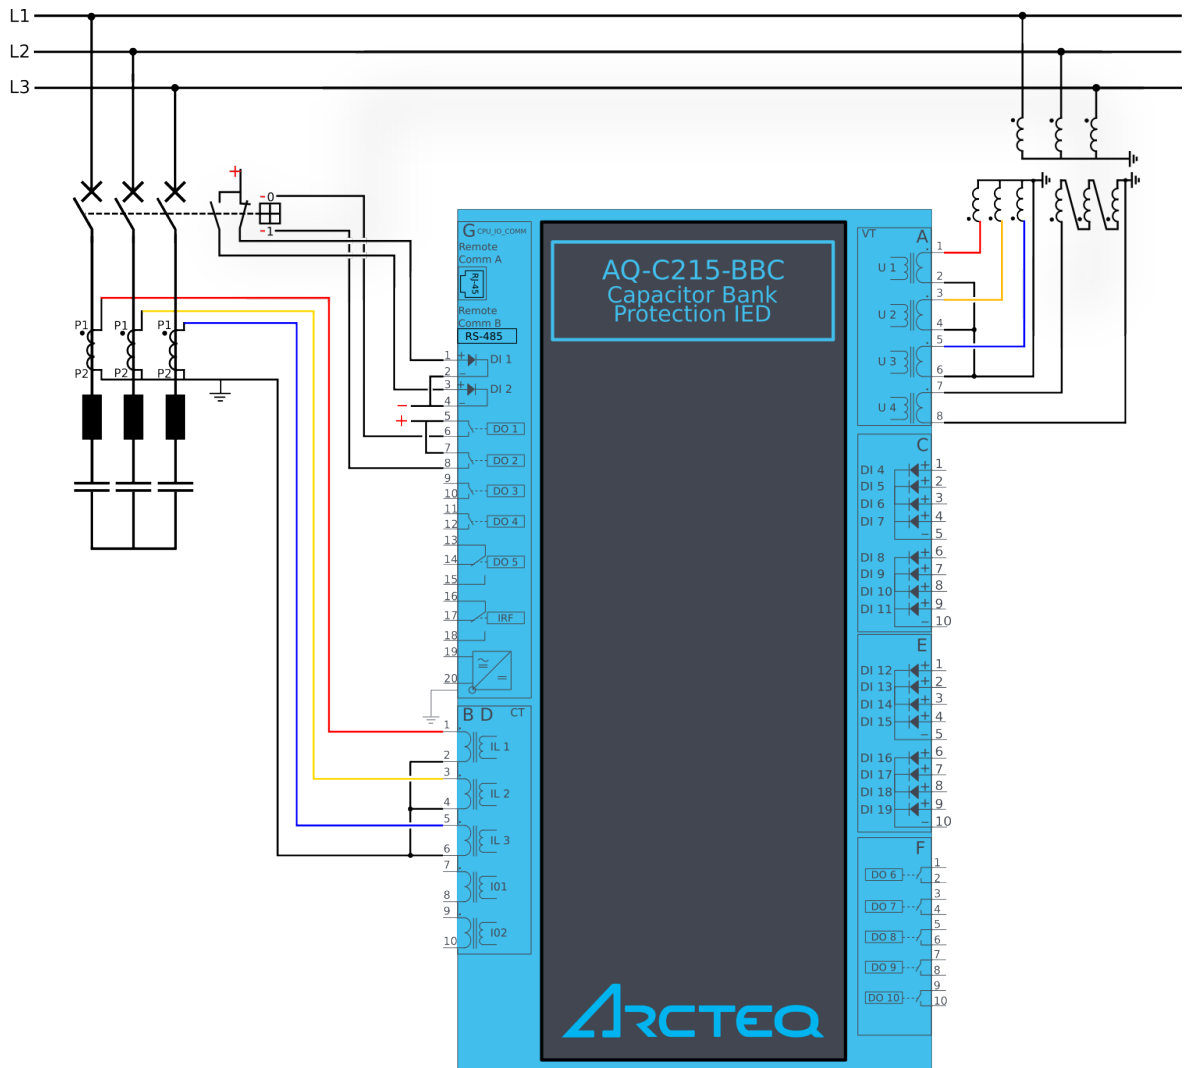 L1
L2
L3
+
-0
-1
P1
P1
P1
P2
P2
P2
G CPU_IO_COMM
Remote
Comm A
RJ-45
Remote
Comm B
RS-485
1 + DI 1
2 -
3 + DI 2
4 -
-
+
5
6 DO 1
7
8 DO 2
9
10 DO 3
11
12 DO 4
13
14 DO 5
15
16
17 IRF
18
19
20
B D CT
1
IL 1
2
3
IL 2
4
5
IL 3
6
7
I01
8
9
I02
10
AQ-C215-BBC
Capacitor Bank
Protection IED
ARCTEQ
VT A
1
U 1
2
3
U 2
4
5
U 3
6
7
U 4
8
C
DI 4 + 1
DI 5 + 2
DI 6 + 3
DI 7 + 4
- 5
DI 8 + 6
DI 9 + 7
DI 10 + 8
DI 11 + 9
- 10
E
DI 12 + 1
DI 13 + 2
DI 14 + 3
DI 15 + 4
- 5
DI 16 + 6
DI 17 + 7
DI 18 + 8
DI 19 + 9
- 10
F
1
DO 6 2
3
DO 7 4
5
DO 8 6
7
DO 9 8
9
DO 10 10